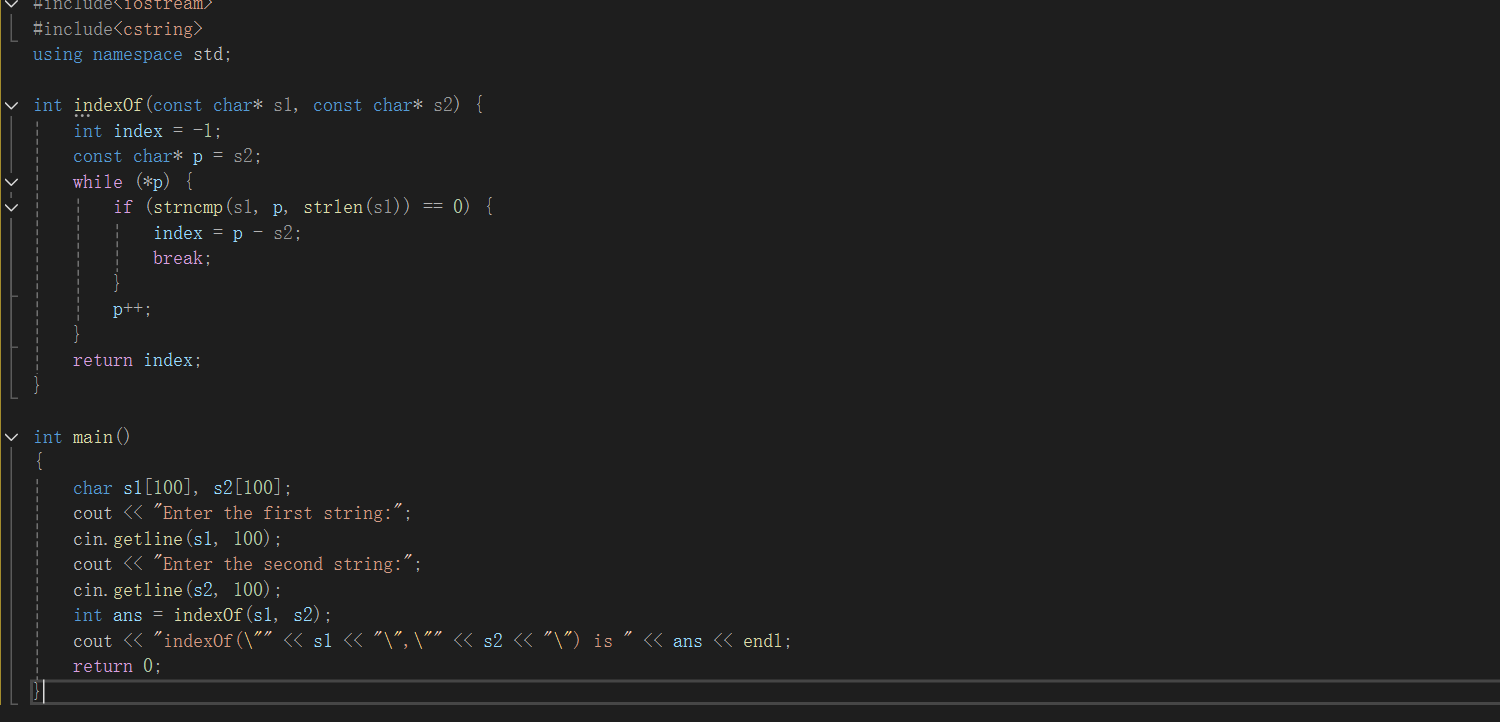 #include<iostream>
#include<cstring>
using namespace std;
int indexOf(const char* s1, const char* s2) {
int index = -1;
const char* p = s2;
while (*p) {
if (strncmp(s1, p, strlen(s1)) == 0) {
index = p - s2;
break;
}
p++;
}
return index;
}
int main()
{
char s1[100], s2[100];
cout << "Enter the first string:";
cin.getline(s1, 100);
cout << "Enter the second string:";
cin.getline(s2, 100);
int ans = indexOf(s1, s2);
cout << "indexOf(\"" << s1 << "\",\"" << s2 << "\") is " << ans << endl;
return 0;
}